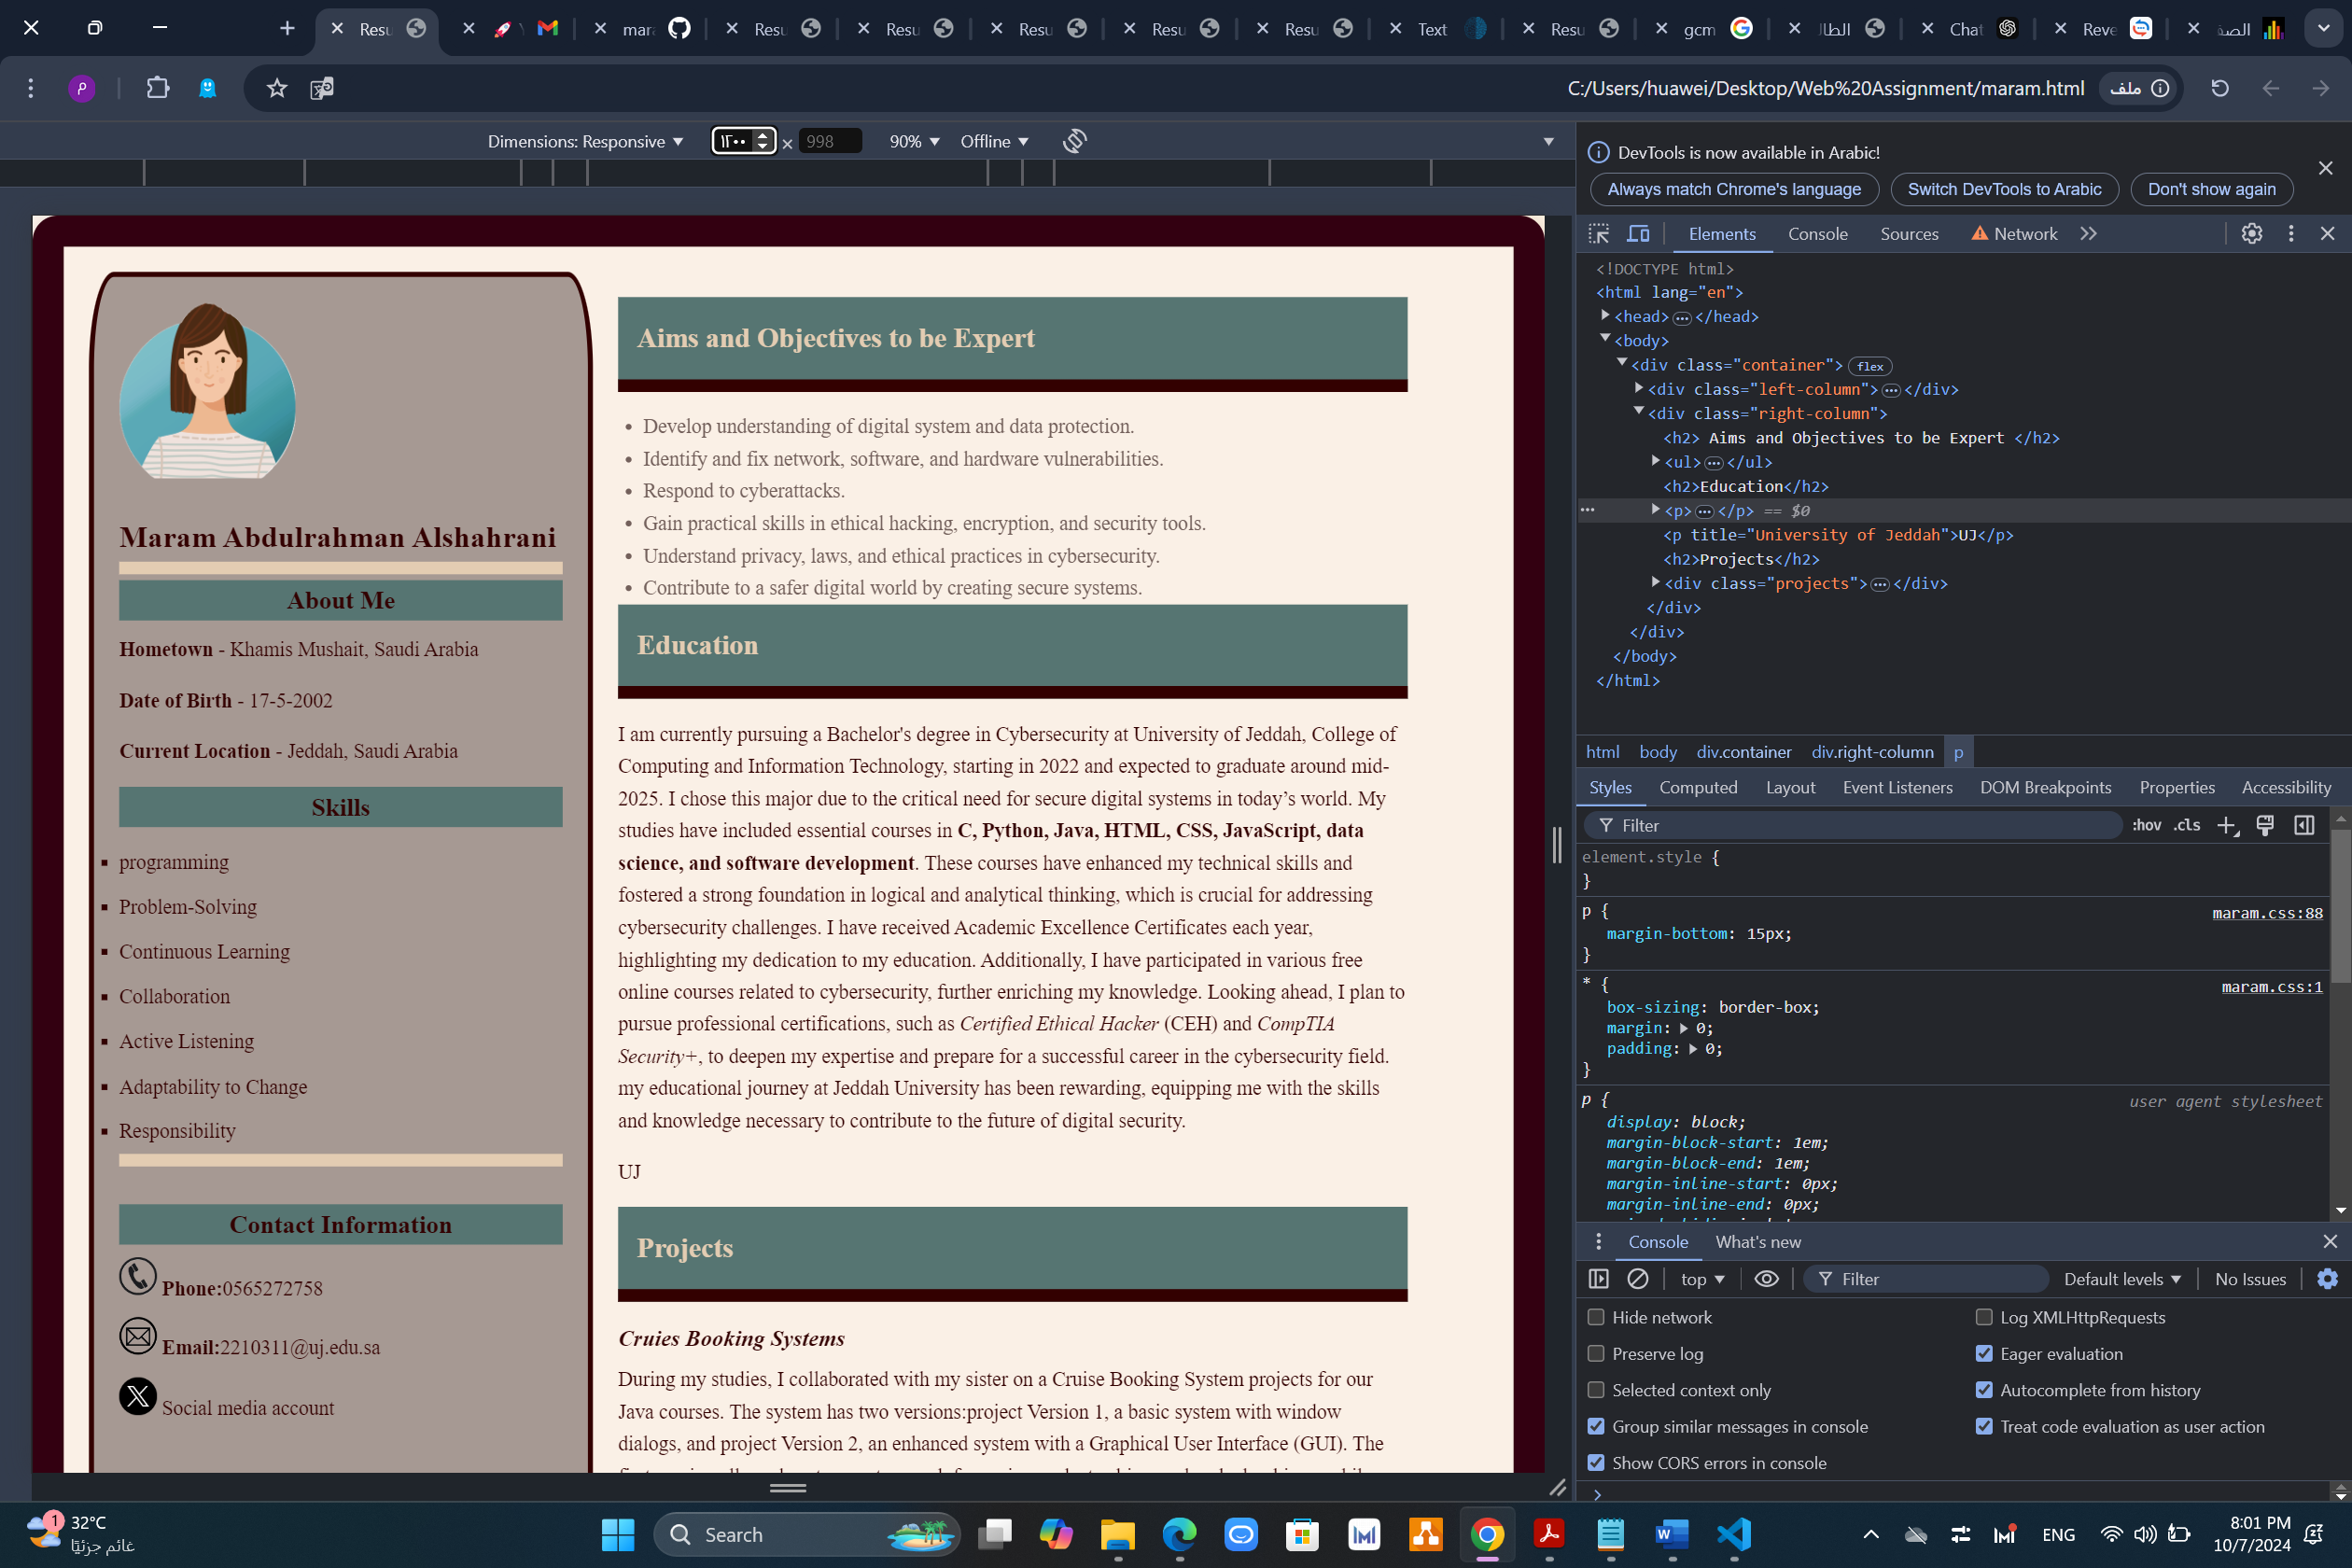 Resu
mar
Resu
Resu
Resu
Resu
Resu
Text
Resu
gcm
الطا
Chat
Reve
الصف
P
C:/Users/huawei/Desktop/Web%20Assignment/maram.html
ملف
Dimensions: Responsive
١٢٠٠ × 998
90%
Offline
Aims and Objectives to be Expert
• Develop understanding of digital system and data protection.
• Identify and fix network, software, and hardware vulnerabilities.
• Respond to cyberattacks.
• Gain practical skills in ethical hacking, encryption, and security tools.
• Understand privacy, laws, and ethical practices in cybersecurity.
• Contribute to a safer digital world by creating secure systems.
Education
I am currently pursuing a Bachelor's degree in Cybersecurity at University of Jeddah, College of
Computing and Information Technology, starting in 2022 and expected to graduate around mid-
2025. I chose this major due to the critical need for secure digital systems in today’s world. My
studies have included essential courses in C, Python, Java, HTML, CSS, JavaScript, data
science, and software development. These courses have enhanced my technical skills and
fostered a strong foundation in logical and analytical thinking, which is crucial for addressing
cybersecurity challenges. I have received Academic Excellence Certificates each year,
highlighting my dedication to my education. Additionally, I have participated in various free
online courses related to cybersecurity, further enriching my knowledge. Looking ahead, I plan to
pursue professional certifications, such as Certified Ethical Hacker (CEH) and CompTIA
Security+, to deepen my expertise and prepare for a successful career in the cybersecurity field.
my educational journey at Jeddah University has been rewarding, equipping me with the skills
and knowledge necessary to contribute to the future of digital security.
UJ
Projects
Cruies Booking Systems
During my studies, I collaborated with my sister on a Cruise Booking System projects for our
Java courses. The system has two versions:project Version 1, a basic system with window
dialogs, and project Version 2, an enhanced system with a Graphical User Interface (GUI). The
Maram Abdulrahman Alshahrani
About Me
Hometown - Khamis Mushait, Saudi Arabia
Date of Birth - 17-5-2002
Current Location - Jeddah, Saudi Arabia
Skills
▪ programming
▪ Problem-Solving
▪ Continuous Learning
▪ Collaboration
▪ Active Listening
▪ Adaptability to Change
▪ Responsibility
Contact Information
Phone:0565272758
Email:2210311@uj.edu.sa
Social media account
DevTools is now available in Arabic!
Always match Chrome's language
Switch DevTools to Arabic
Don't show again
Elements
Console
Sources
Network
<!DOCTYPE html>
<html lang="en">
<head>…</head>
<body>
<div class="container"> flex
<div class="left-column">…</div>
<div class="right-column">
<h2> Aims and Objectives to be Expert </h2>
<ul>…</ul>
<h2>Education</h2>
<p>…</p> == $0
<p title="University of Jeddah">UJ</p>
<h2>Projects</h2>
<div class="projects">…</div>
</div>
</div>
</body>
</html>
html body div.container div.right-column p
Styles
Computed
Layout
Event Listeners
DOM Breakpoints
Properties
Accessibility
Filter
:hov
.cls
element.style {
}
p {
maram.css:88
margin-bottom: 15px;
}
* {
maram.css:1
box-sizing: border-box;
margin: 0;
padding: 0;
}
p {
user agent stylesheet
display: block;
margin-block-start: 1em;
margin-block-end: 1em;
margin-inline-start: 0px;
margin-inline-end: 0px;
Console
What's new
top
Filter
Default levels
No Issues
Hide network
Log XMLHttpRequests
Preserve log
Eager evaluation
Selected context only
Autocomplete from history
Group similar messages in console
Treat code evaluation as user action
Show CORS errors in console
1
32°C
غائم جزئيًا
Search
ENG
8:01 PM
10/7/2024